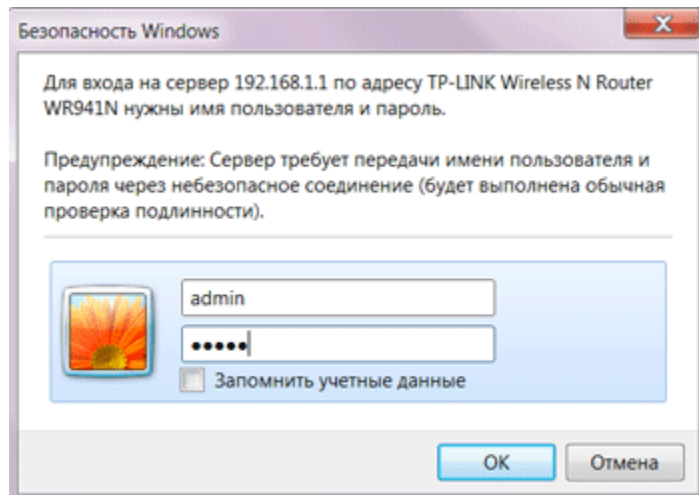 Безопасность Windows
Для входа на сервер 192.168.1.1 по адресу TP-LINK Wireless N Router
WR941N нужны имя пользователя и пароль.
Предупреждение: Сервер требует передачи имени пользователя и
пароля через небезопасное соединение (будет выполнена обычная
проверка подлинности).
admin
•••••
Запомнить учетные данные
ОК
Отмена